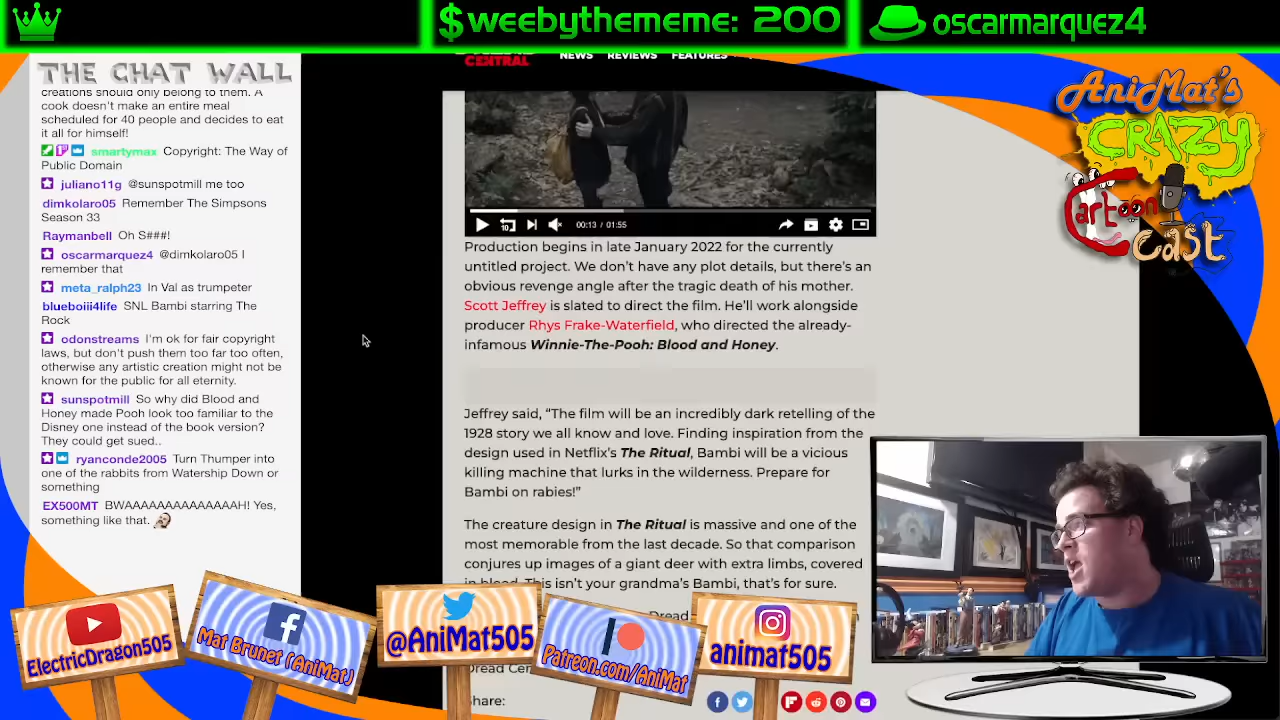 $weebythememe: 200
oscarmarquez4
THE CHAT WALL
creations should only belong to them. A
cook doesn't make an entire meal
scheduled for 40 people and decides to eat
it all for himself!
smartymax Copyright: The Way of
Public Domain
juliano11g @sunspotmill me too
dimkolaro05 Remember The Simpsons
Season 33
Raymanbell Oh S###!
oscarmarquez4 @dimkolaro05 I
remember that
meta_ralph23 In Val as trumpeter
blueboiii4life SNL Bambi starring The
Rock
odonstreams I'm ok for fair copyright
laws, but don't push them too far too often,
otherwise any artistic creation might not be
known for the public for all eternity.
sunspotmill So why did Blood and
Honey made Pooh look too familiar to the
Disney one instead of the book version?
They could get sued..
ryanconde2005 Turn Thumper into
one of the rabbits from Watership Down or
something
EX500MT BWAAAAAAAAAAAAAH! Yes,
something like that.
CENTRAL
NEWS REVIEWS FEATURES
10
00:13 / 01:55
Production begins in late January 2022 for the currently
untitled project. We don't have any plot details, but there's an
obvious revenge angle after the tragic death of his mother.
Scott Jeffrey is slated to direct the film. He'll work alongside
producer Rhys Frake-Waterfield, who directed the already-
infamous Winnie-The-Pooh: Blood and Honey.
Jeffrey said, “The film will be an incredibly dark retelling of the
1928 story we all know and love. Finding inspiration from the
design used in Netflix's The Ritual, Bambi will be a vicious
killing machine that lurks in the wilderness. Prepare for
Bambi on rabies!”
The creature design in The Ritual is massive and one of the
most memorable from the last decade. So that comparison
conjures up images of a giant deer with extra limbs, covered
in blood. This isn't your grandma's Bambi, that's for sure.
Dread
Dread Cen
Share:
AniMat's
CRAZY
Cartoon
Cast
ElectricDragon505
Mat Brunet (AniMat)
@AniMat505
Patreon.com/AniMat
animat505